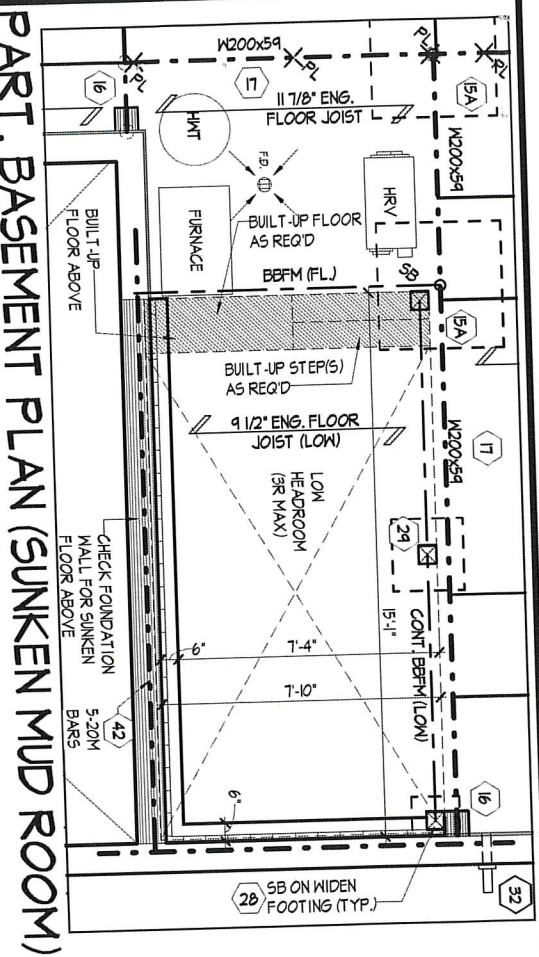 W200x59
PL
PL
PL
PL
16
17
15A
11 7/8" ENG.
FLOOR JOIST
W200x59
HWT
F.D.
HRV
FURNACE
BUILT-UP FLOOR
AS REQ'D
BUILT-UP
FLOOR ABOVE
BBFM (FL.)
SB
15A
BUILT-UP STEP(S)
AS REQ'D
9 1/2" ENG. FLOOR
JOIST (LOW)
W200x59
17
LOW
HEADROOM
(3R MAX)
29
CHECK FOUNDATION
WALL FOR SUNKEN
FLOOR ABOVE
6"
7'-4"
15'-1"
CONT. BBFM (LOW)
7'-10"
42
5-20M
BARS
6"
16
28
SB ON WIDEN
FOOTING (TYP.)
32
PART. BASEMENT PLAN (SUNKEN MUD ROOM)